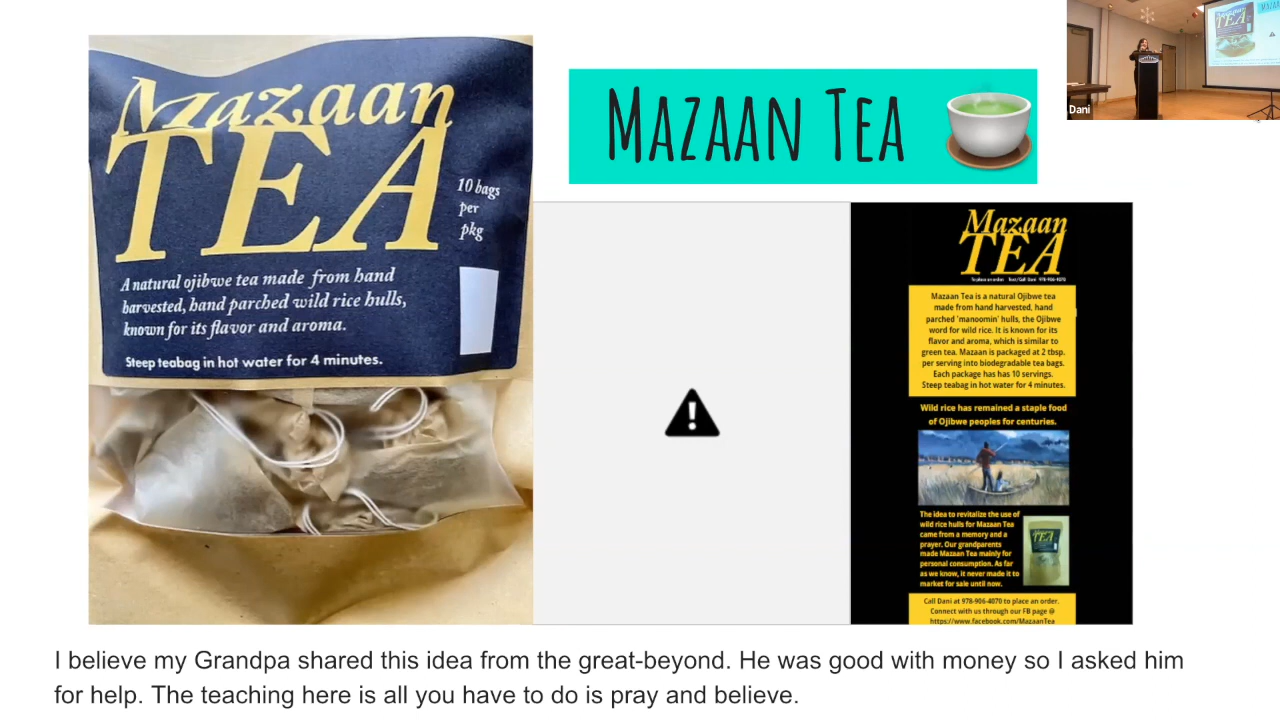 Mazaan
TEA
10 bags
per
pkg
A natural ojibwe tea made from hand
harvested, hand parched wild rice hulls,
known for its flavor and aroma.
Steep teabag in hot water for 4 minutes.
MAZAAN TEA
Mazaan
TEA
To place an order: Text/Call Dani 978-906-4070
Mazaan Tea is a natural Ojibwe tea
made from hand harvested, hand
parched 'manoomin' hulls, the Ojibwe
word for wild rice. It is known for its
flavor and aroma, which is similar to
green tea. Mazaan is packaged at 2 tbsp.
per serving into biodegradable tea bags.
Each package has has 10 servings.
Steep teabag in hot water for 4 minutes.
Wild rice has remained a staple food
of Ojibwe peoples for centuries.
The idea to revitalize the use of
wild rice hulls for Mazaan Tea
came from a memory and a
prayer. Our grandparents
made Mazaan Tea mainly for
personal consumption. As far
as we know, it never made it to
market for sale until now.
TEA
Call Dani at 978-906-4070 to place an order.
Connect with us through our FB page @
https://www.facebook.com/MazaanTea
I believe my Grandpa shared this idea from the great-beyond. He was good with money so I asked him
for help. The teaching here is all you have to do is pray and believe.
Dani
Mazaan
TEA
MAZAA